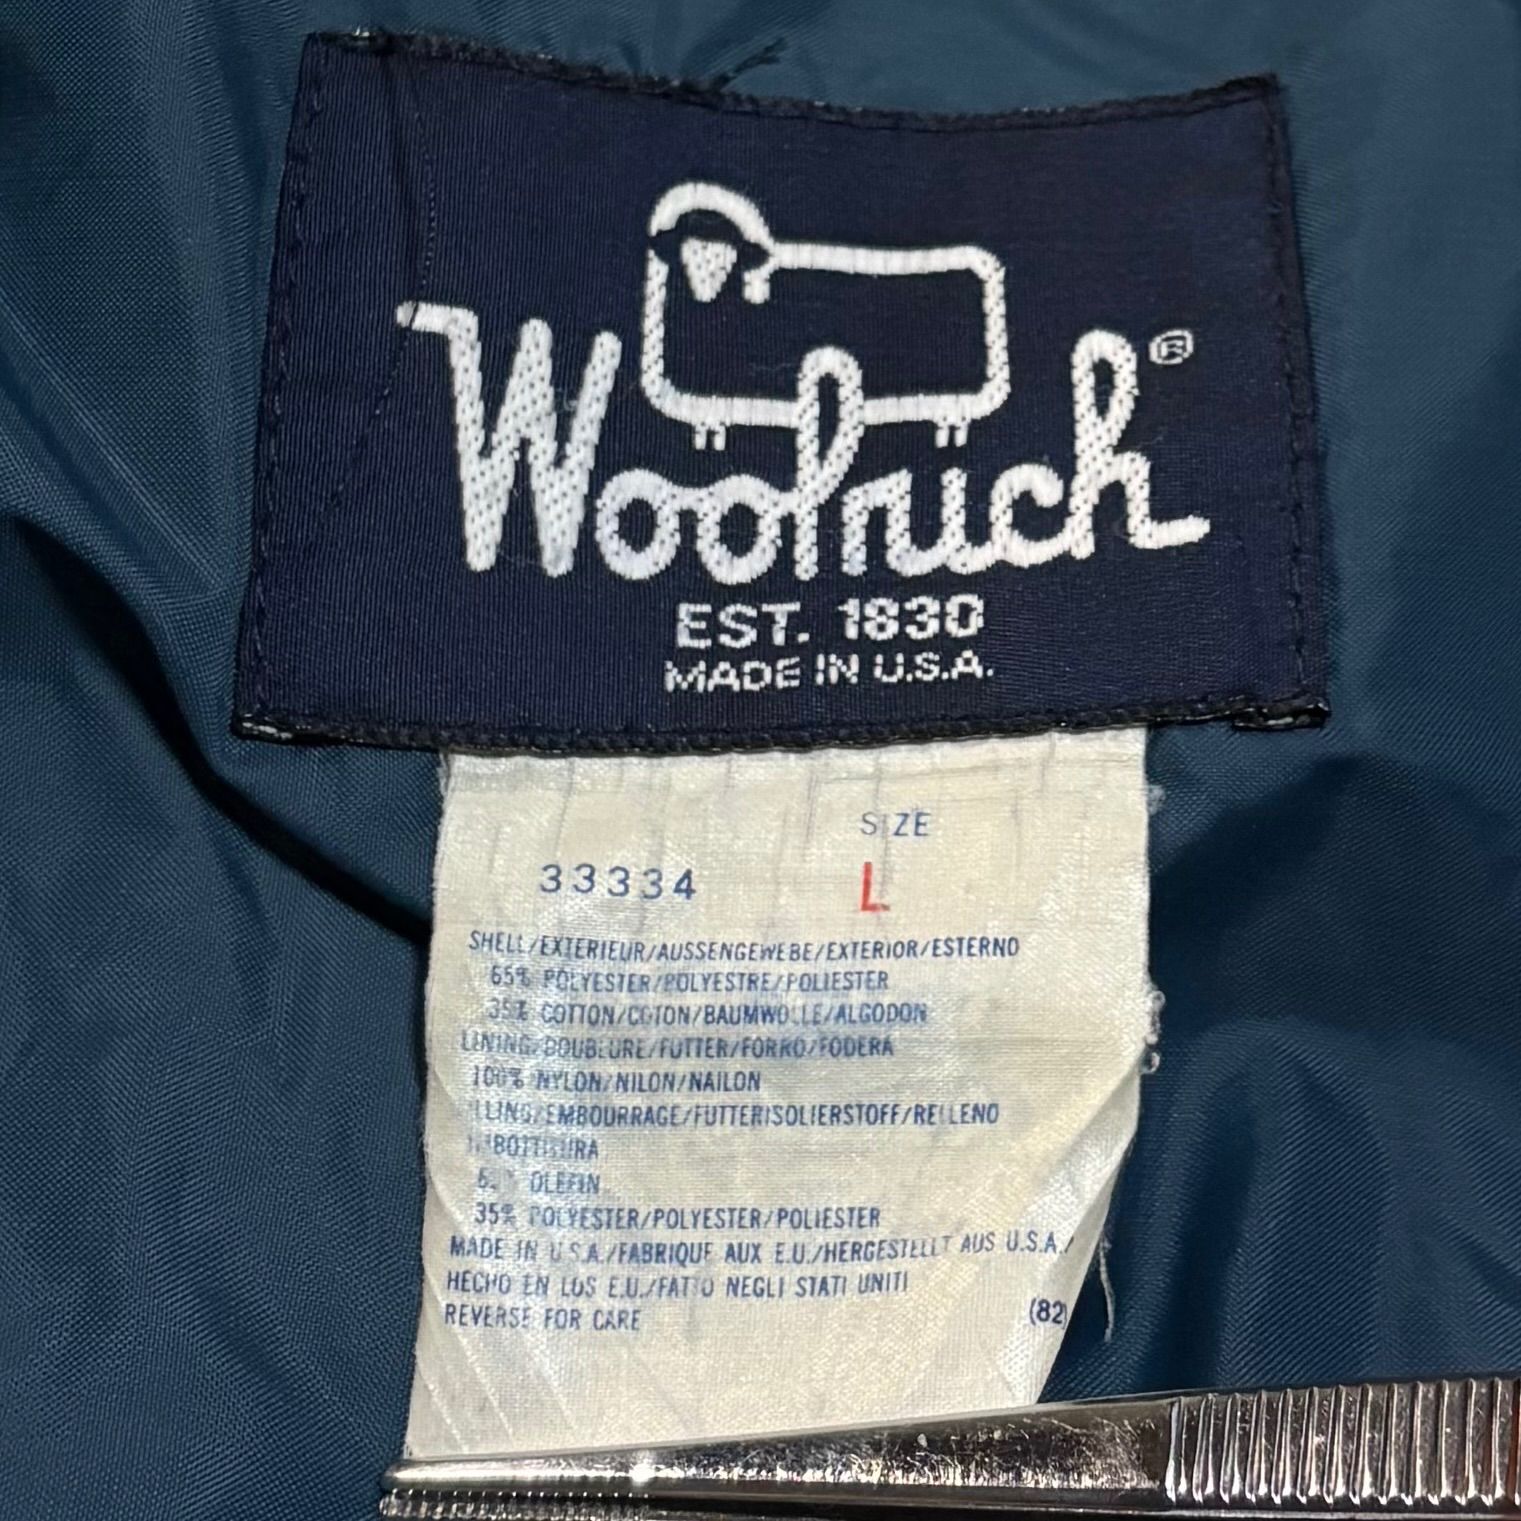 Woolrich®
EST. 1830
MADE IN U.S.A.
SIZE
33334 L
SHELL/EXTERIEUR/AUSSENGEWEBE/EXTERIOR/ESTERNO
65% POLYESTER/POLYESTRE/POLIESTER
35% COTTON/COTON/BAUMWOLLE/ALGODON
LINING/DOUBLURE/FUTTER/FORRO/FODERA
100% NYLON/NILON/NAILON
/EMBOURRAGE/FUTTERISOLIERSTOFF/RELLENO
OLEFIN
35% POLYESTER/POLYESTER/POLIESTER
MADE IN U.S.A./FABRIQUE AUX E.U./HERGESTELLT AUS U.S.A./
HECHO EN LOS E.U./FATTO NEGLI STATI UNITI
REVERSE FOR CARE (82)